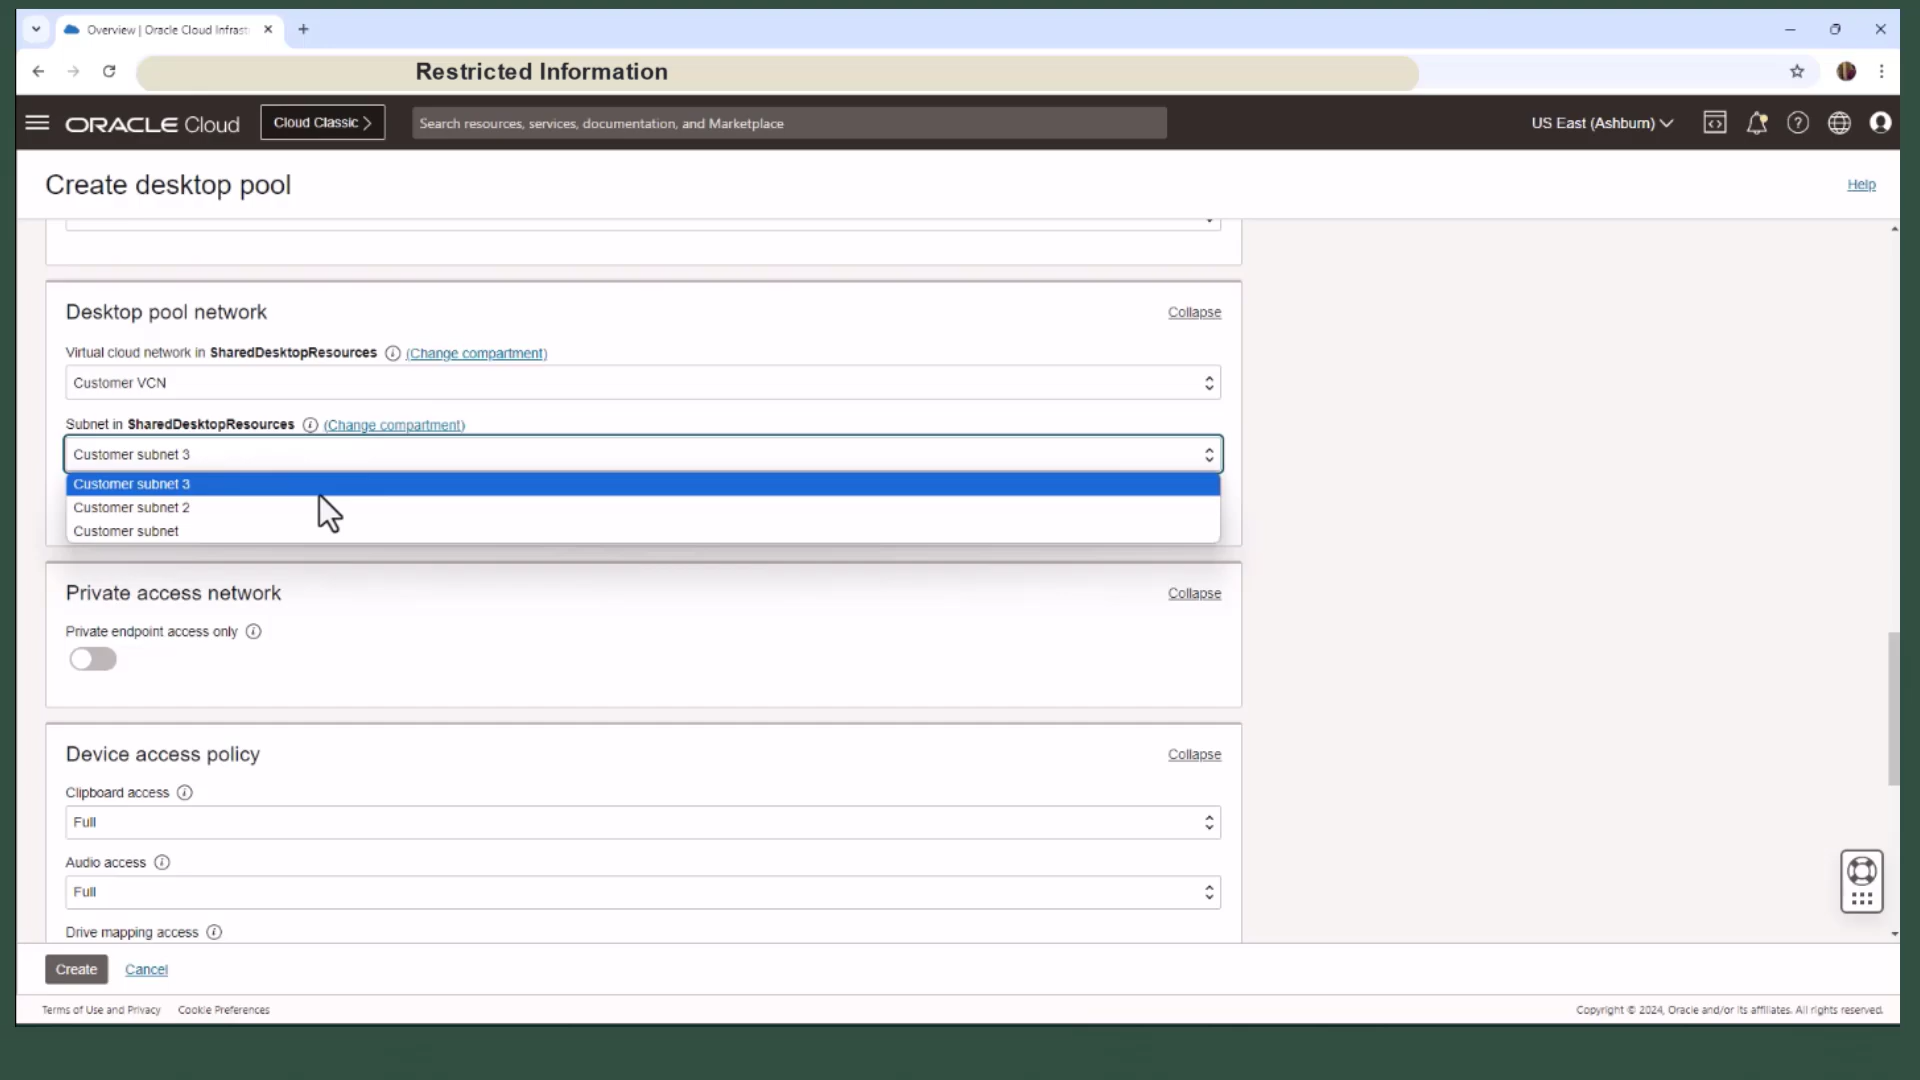 Overview | Oracle Cloud Infrast
Restricted Information
ORACLE Cloud
Cloud Classic
Search resources, services, documentation, and Marketplace
US East (Ashburn)
Create desktop pool
Help
Desktop pool network
Collapse
Virtual cloud network in SharedDesktopResources (Change compartment)
Customer VCN
Subnet in SharedDesktopResources (Change compartment)
Customer subnet 3
Customer subnet 3
Customer subnet 2
Customer subnet
Private access network
Collapse
Private endpoint access only
Device access policy
Collapse
Clipboard access
Full
Audio access
Full
Drive mapping access
Create Cancel
Terms of Use and Privacy Cookie Preferences
Copyright © 2024, Oracle and/or its affiliates. All rights reserved.